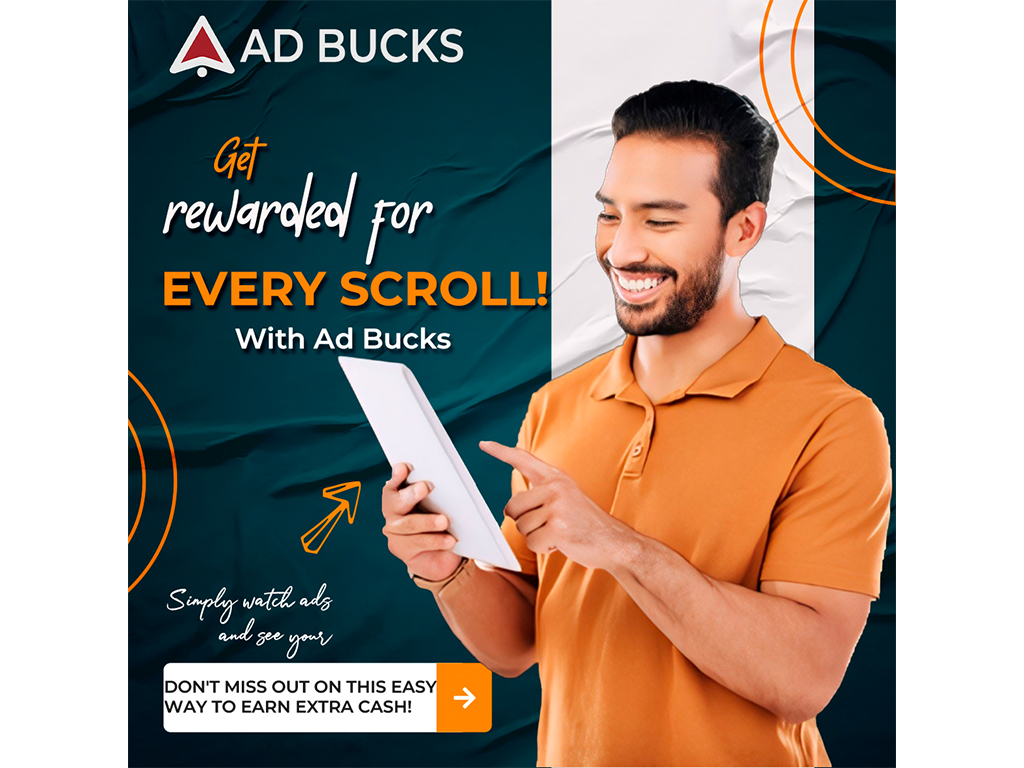 AD BUCKS
Get
rewarded for
EVERY SCROLL!
With Ad Bucks
Simply watch ads
and see your
DON'T MISS OUT ON THIS EASY
WAY TO EARN EXTRA CASH!